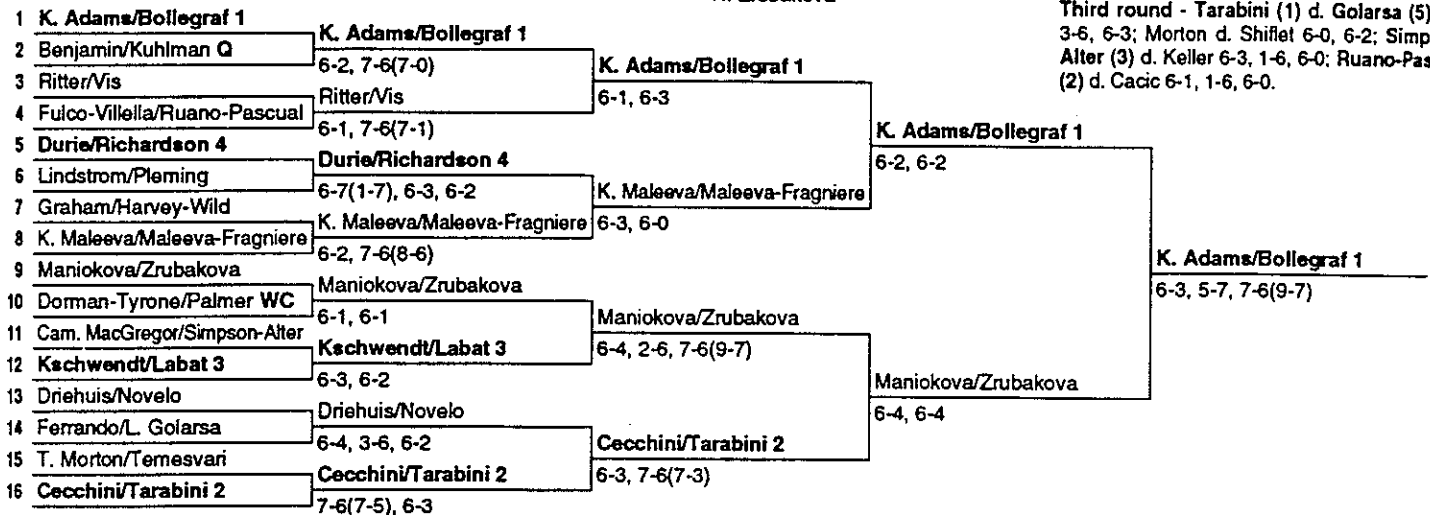 Third round - Tarabini (1) d. Golarsa (5)
3-6, 6-3; Morton d. Shiflet 6-0, 6-2; Simp
Alter (3) d. Keller 6-3, 1-6, 6-0; Ruano-Pas
(2) d. Cacic 6-1, 1-6, 6-0.
1 K. Adams/Bollegraf 1
2 Benjamin/Kuhlman Q
3 Ritter/Vis
4 Fulco-Villella/Ruano-Pascual
5 Durie/Richardson 4
6 Lindstrom/Pleming
7 Graham/Harvey-Wild
8 K. Maleeva/Maleeva-Fragniere
9 Maniokova/Zrubakova
10 Dorman-Tyrone/Palmer WC
11 Cam. MacGregor/Simpson-Alter
12 Kschwendt/Labat 3
13 Driehuis/Novelo
14 Ferrando/L. Golarsa
15 T. Morton/Temesvari
16 Cecchini/Tarabini 2
K. Adams/Bollegraf 1
6-2, 7-6(7-0)
Ritter/Vis
6-1, 7-6(7-1)
Durie/Richardson 4
6-7(1-7), 6-3, 6-2
K. Maleeva/Maleeva-Fragniere
6-2, 7-6(8-6)
Maniokova/Zrubakova
6-1, 6-1
Kschwendt/Labat 3
6-3, 6-2
Driehuis/Novelo
6-4, 3-6, 6-2
Cecchini/Tarabini 2
7-6(7-5), 6-3
K. Adams/Bollegraf 1
6-1, 6-3
K. Maleeva/Maleeva-Fragniere
6-3, 6-0
Maniokova/Zrubakova
6-4, 2-6, 7-6(9-7)
Cecchini/Tarabini 2
6-3, 7-6(7-3)
K. Adams/Bollegraf 1
6-2, 6-2
Maniokova/Zrubakova
6-4, 6-4
K. Adams/Bollegraf 1
6-3, 5-7, 7-6(9-7)